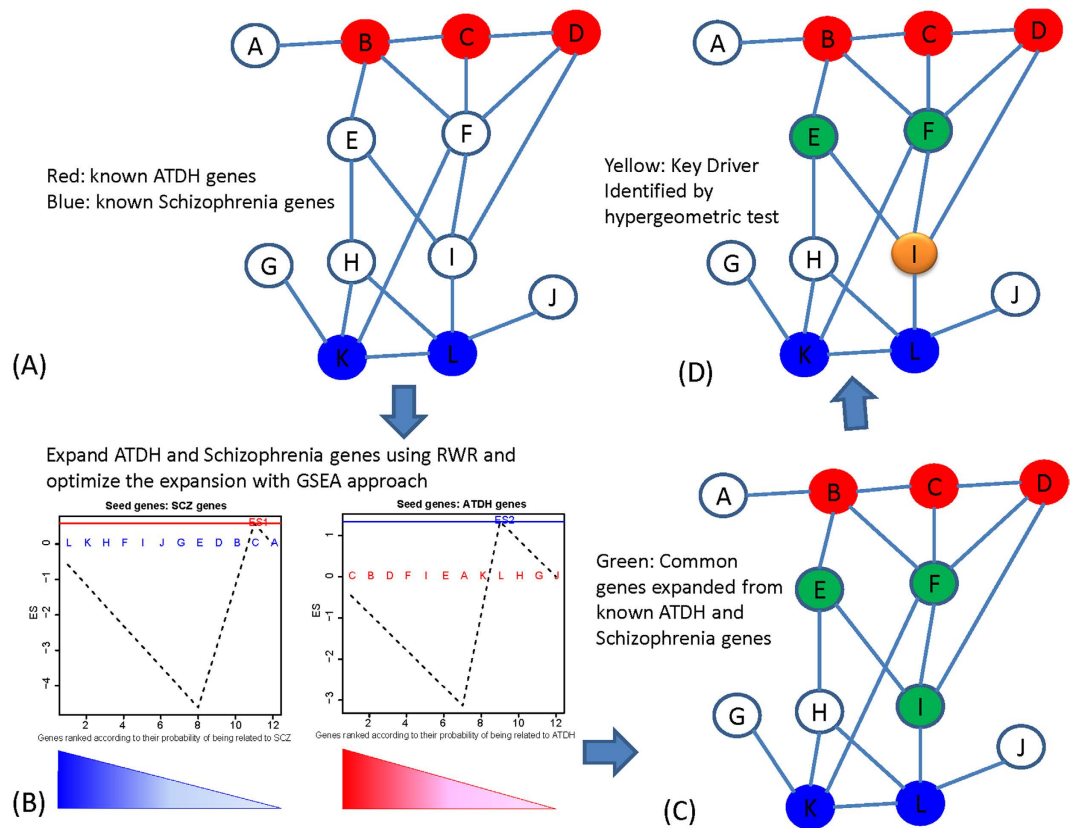 A
B
C
D
E
F
Red: known ATDH genes
Blue: known Schizophrenia genes
G
H
I
J
K
L
(A)
Expand ATDH and Schizophrenia genes using RWR and
optimize the expansion with GSEA approach
Seed genes: SCZ genes
ES1
L K H F I J G E D B C A
ES
0
−1
−2
−3
−4
2 4 6 8 10 12
Genes ranked according to their probability of being related to SCZ
Seed genes: ATDH genes
ES2
C B D F I E A K L H G J
1
0
−1
−2
−3
2 4 6 8 10 12
Genes ranked according to their probability of being related to ATDH
(B)
A
B
C
D
Green: Common
genes expanded from
known ATDH and
Schizophrenia genes
E
F
G
H
I
J
K
L
(C)
A
B
C
D
Yellow: Key Driver
Identified by
hypergeometric test
E
F
G
H
I
J
K
L
(D)